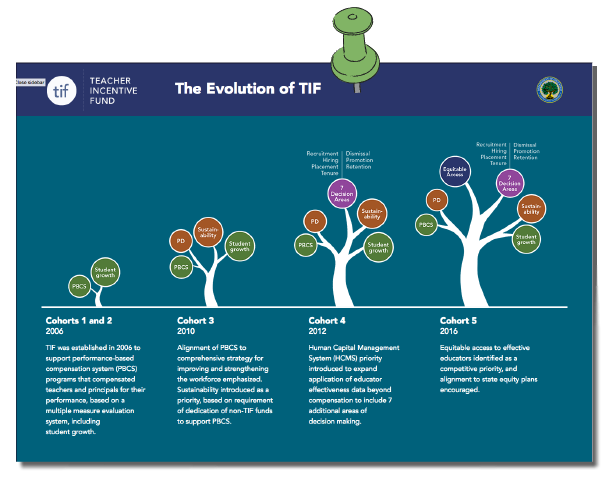 Close sidebar
tif
TEACHER
INCENTIVE
FUND
The Evolution of TIF
Recruitment
Hiring
Placement
Tenure
Dismissal
Promotion
Retention
Recruitment
Hiring
Placement
Tenure
Dismissal
Promotion
Retention
PBCS
Student
growth
PBCS
PD
Sustain-
ability
Student
growth
PBCS
PD
7
Decision
Areas
Sustain-
ability
Student
growth
PBCS
PD
Equitable
Access
7
Decision
Areas
Sustain-
ability
Student
growth
Cohorts 1 and 2
2006
TIF was established in 2006 to
support performance-based
compensation system (PBCS)
programs that compensated
teachers and principals for their
performance, based on a
multiple measure evaluation
system, including
student growth.
Cohort 3
2010
Alignment of PBCS to
comprehensive strategy for
improving and strengthening
the workforce emphasized.
Sustainability introduced as a
priority, based on requirement
of dedication of non-TIF funds
to support PBCS.
Cohort 4
2012
Human Capital Management
System (HCMS) priority
introduced to expand
application of educator
effectiveness data beyond
compensation to include 7
additional areas of
decision making.
Cohort 5
2016
Equitable access to effective
educators identified as a
competitive priority, and
alignment to state equity plans
encouraged.